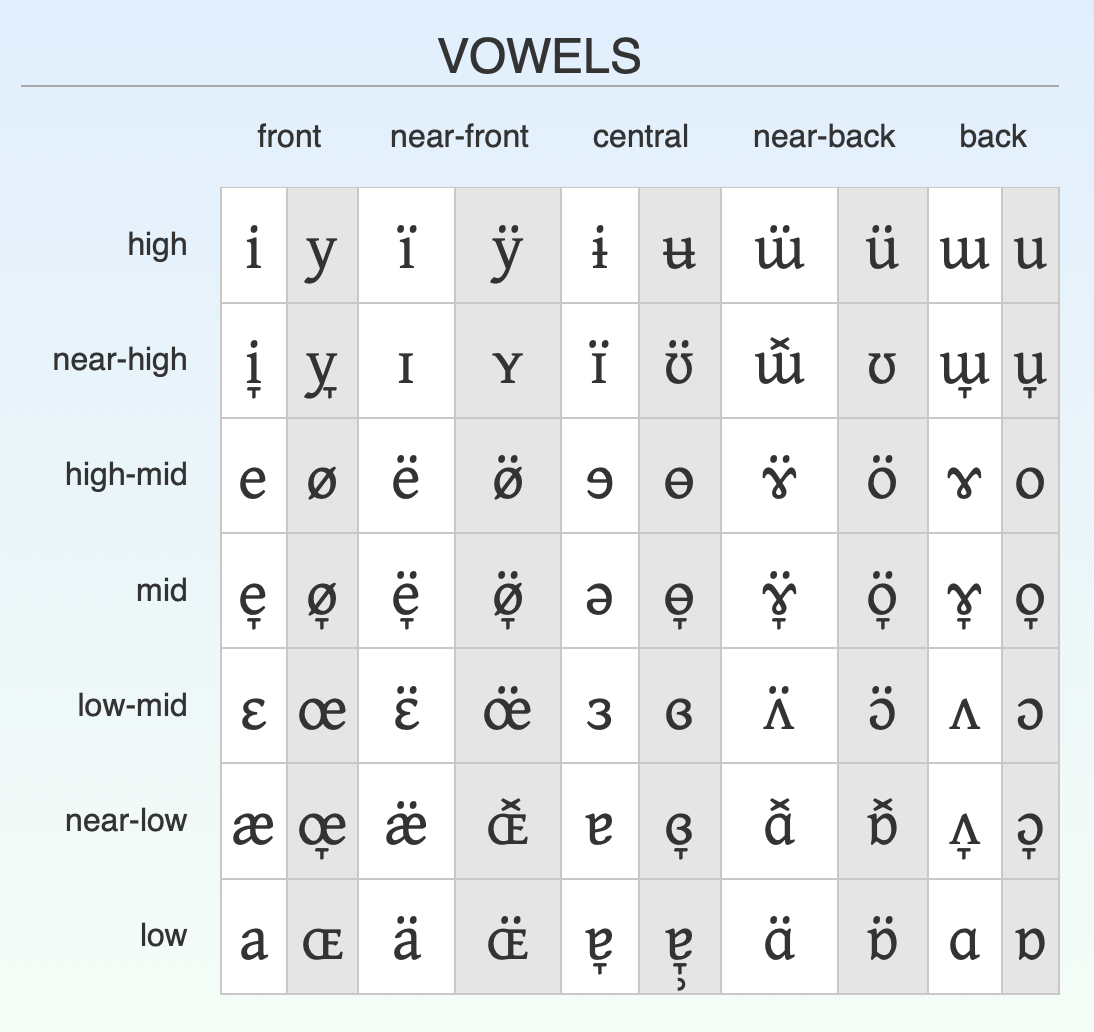 VOWELS
front near-front central near-back back
high i y ï ÿ ɨ ʉ ɯ̈ ü ɯ u
near-high i̞ y̞ ɪ ʏ ɪ̈ ʊ̈ ɯ̽ ʊ ɯ̞ u̞
high-mid e ø ë ø̈ ɘ ɵ ɤ̈ ö ɤ o
mid e̞ ø̞ ë̞ ø̞̈ ə ɵ̞ ɤ̞̈ ö̞ ɤ̞ o̞
low-mid ɛ œ ɛ̈ œ̈ ɜ ɞ ʌ̈ ɔ̈ ʌ ɔ
near-low æ œ̞ æ̈ ɶ̽ ɐ ɞ̞ ɑ̽ ɒ̽ ʌ̞ ɔ̞
low a ɶ ä ɶ̈ ɐ̞ ɐ̞̹ ɑ̈ ɒ̈ ɑ ɒ